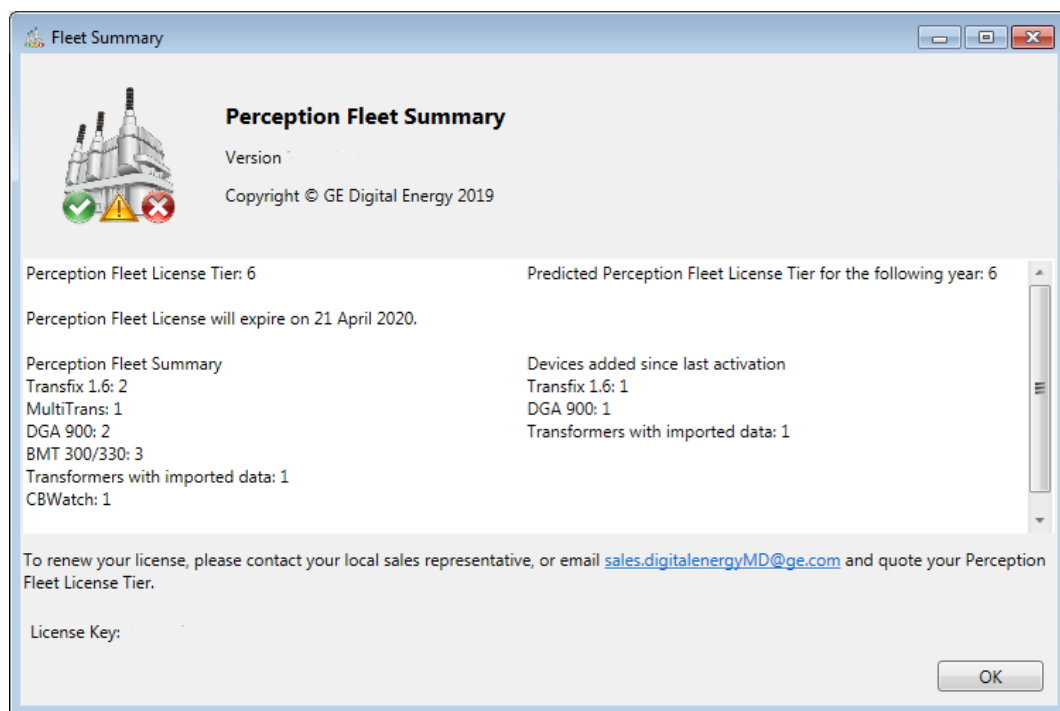 Fleet Summary
Perception Fleet Summary
Version
Copyright © GE Digital Energy 2019
Perception Fleet License Tier: 6
Predicted Perception Fleet License Tier for the following year: 6
Perception Fleet License will expire on 21 April 2020.
Perception Fleet Summary
Transfix 1.6: 2
MultiTrans: 1
DGA 900: 2
BMT 300/330: 3
Transformers with imported data: 1
CBWatch: 1
Devices added since last activation
Transfix 1.6: 1
DGA 900: 1
Transformers with imported data: 1
To renew your license, please contact your local sales representative, or email sales.digitalenergyMD@ge.com and quote your Perception
Fleet License Tier.
License Key:
OK